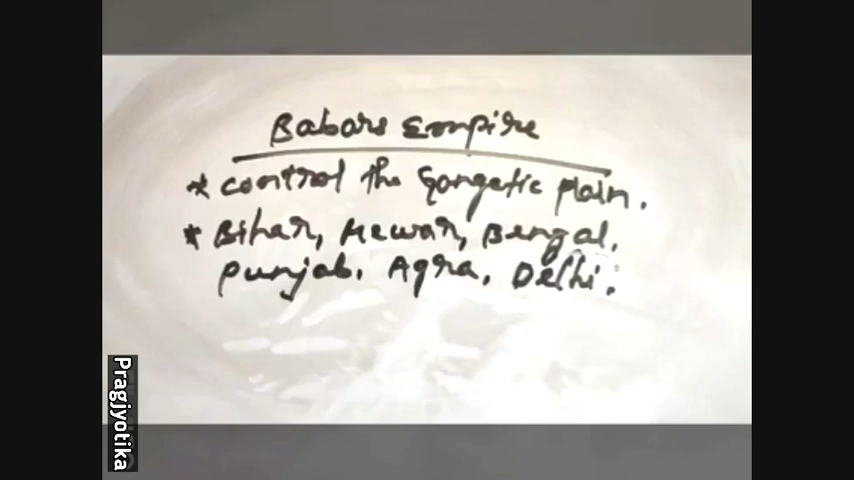 Babars Empire
* control the Gangetic plain.
* Bihar, Mewar, Bengal,
punjab. Agra. Delhi.
Pragjyotika